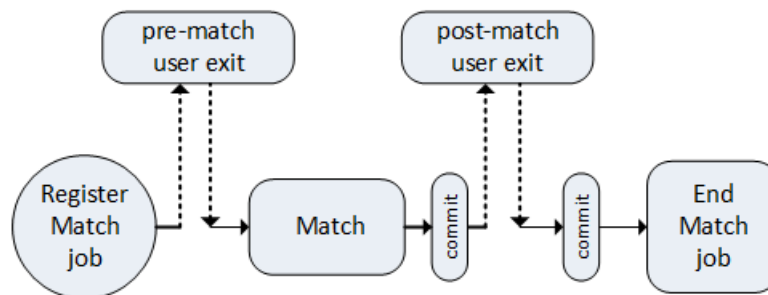 pre-match
user exit
post-match
user exit
Register
Match
job
Match
commit
commit
End
Match
job